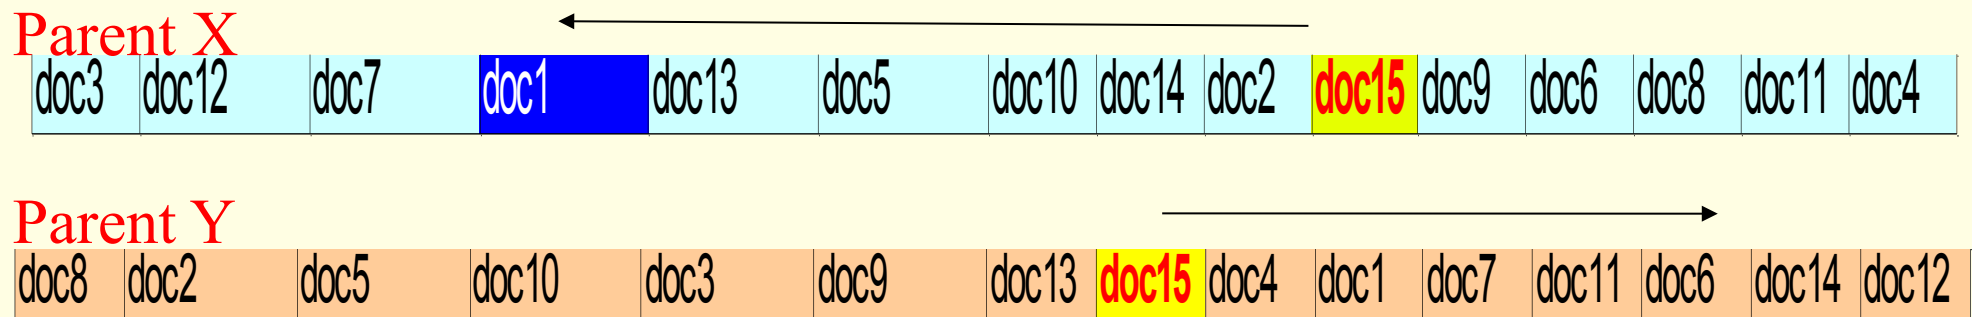 Parent X
doc3 doc12 doc7 doc1 doc13 doc5 doc10 doc14 doc2 doc15 doc9 doc6 doc8 doc11 doc4
Parent Y
doc8 doc2 doc5 doc10 doc3 doc9 doc13 doc15 doc4 doc1 doc7 doc11 doc6 doc14 doc12